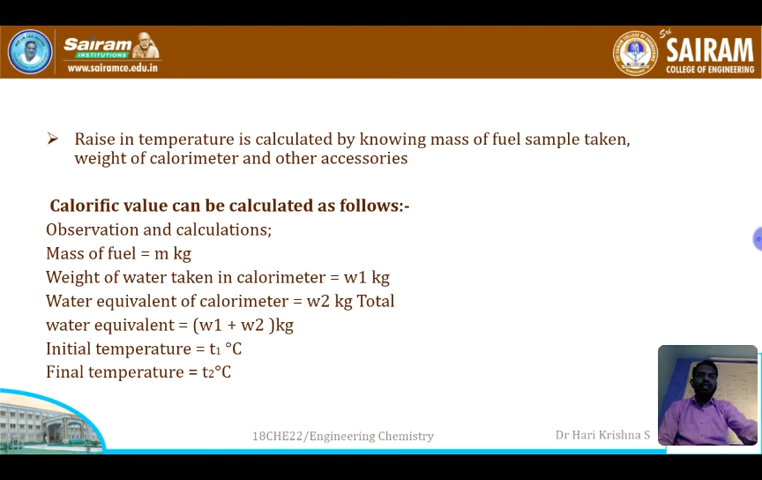 Sairam
INSTITUTIONS
www.sairamce.edu.in
Sri
SAIRAM
COLLEGE OF ENGINEERING
Raise in temperature is calculated by knowing mass of fuel sample taken,
weight of calorimeter and other accessories
Calorific value can be calculated as follows:-
Observation and calculations;
Mass of fuel = m kg
Weight of water taken in calorimeter = w1 kg
Water equivalent of calorimeter = w2 kg Total
water equivalent = (w1 + w2 )kg
Initial temperature = t₁ °C
Final temperature = t₂°C
18CHE22/Engineering Chemistry
Dr Hari Krishna S